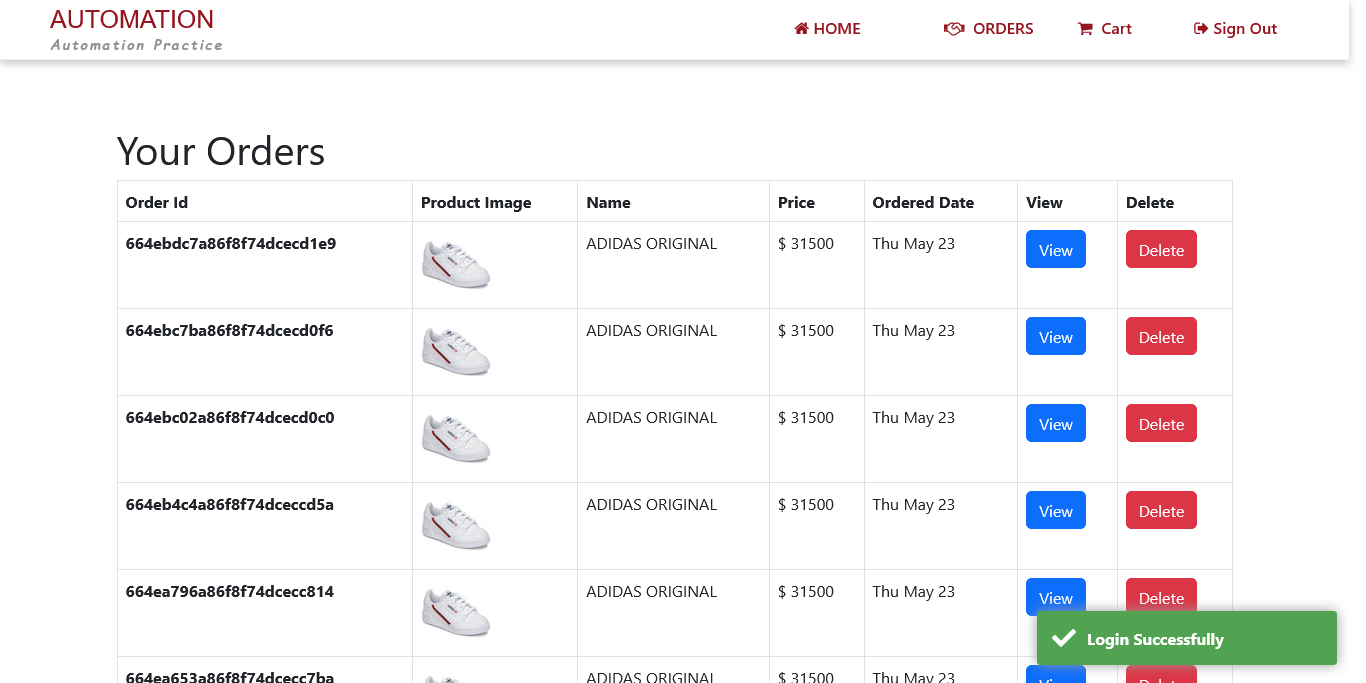 AUTOMATION
Automation Practice
HOME ORDERS Cart Sign Out
Your Orders
Order Id Product Image Name Price Ordered Date View Delete
664ebdc7a86f8f74dcecd1e9 ADIDAS ORIGINAL $ 31500 Thu May 23 View Delete
664ebc7ba86f8f74dcecd0f6 ADIDAS ORIGINAL $ 31500 Thu May 23 View Delete
664ebc02a86f8f74dcecd0c0 ADIDAS ORIGINAL $ 31500 Thu May 23 View Delete
664eb4c4a86f8f74dceccd5a ADIDAS ORIGINAL $ 31500 Thu May 23 View Delete
664ea796a86f8f74dcecc814 ADIDAS ORIGINAL $ 31500 Thu May 23 View Delete
Login Successfully
664ea653a86f8f74dcecc7ba ADIDAS ORIGINAL $ 31500 Thu May 23 View Delete